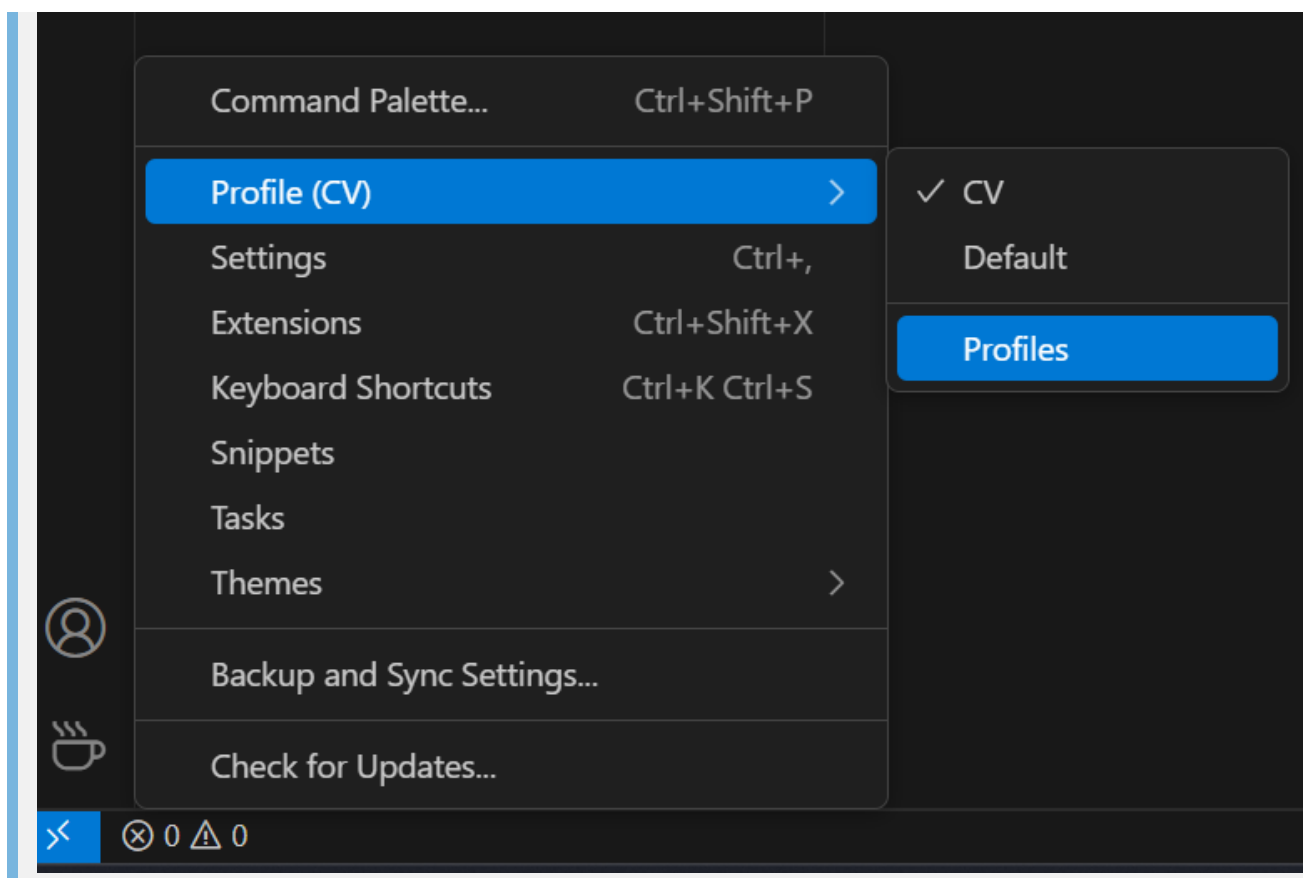 Command Palette... Ctrl+Shift+P
Profile (CV)
Settings Ctrl+,
Extensions Ctrl+Shift+X
Keyboard Shortcuts Ctrl+K Ctrl+S
Snippets
Tasks
Themes
Backup and Sync Settings...
Check for Updates...
CV
Default
Profiles
0 0